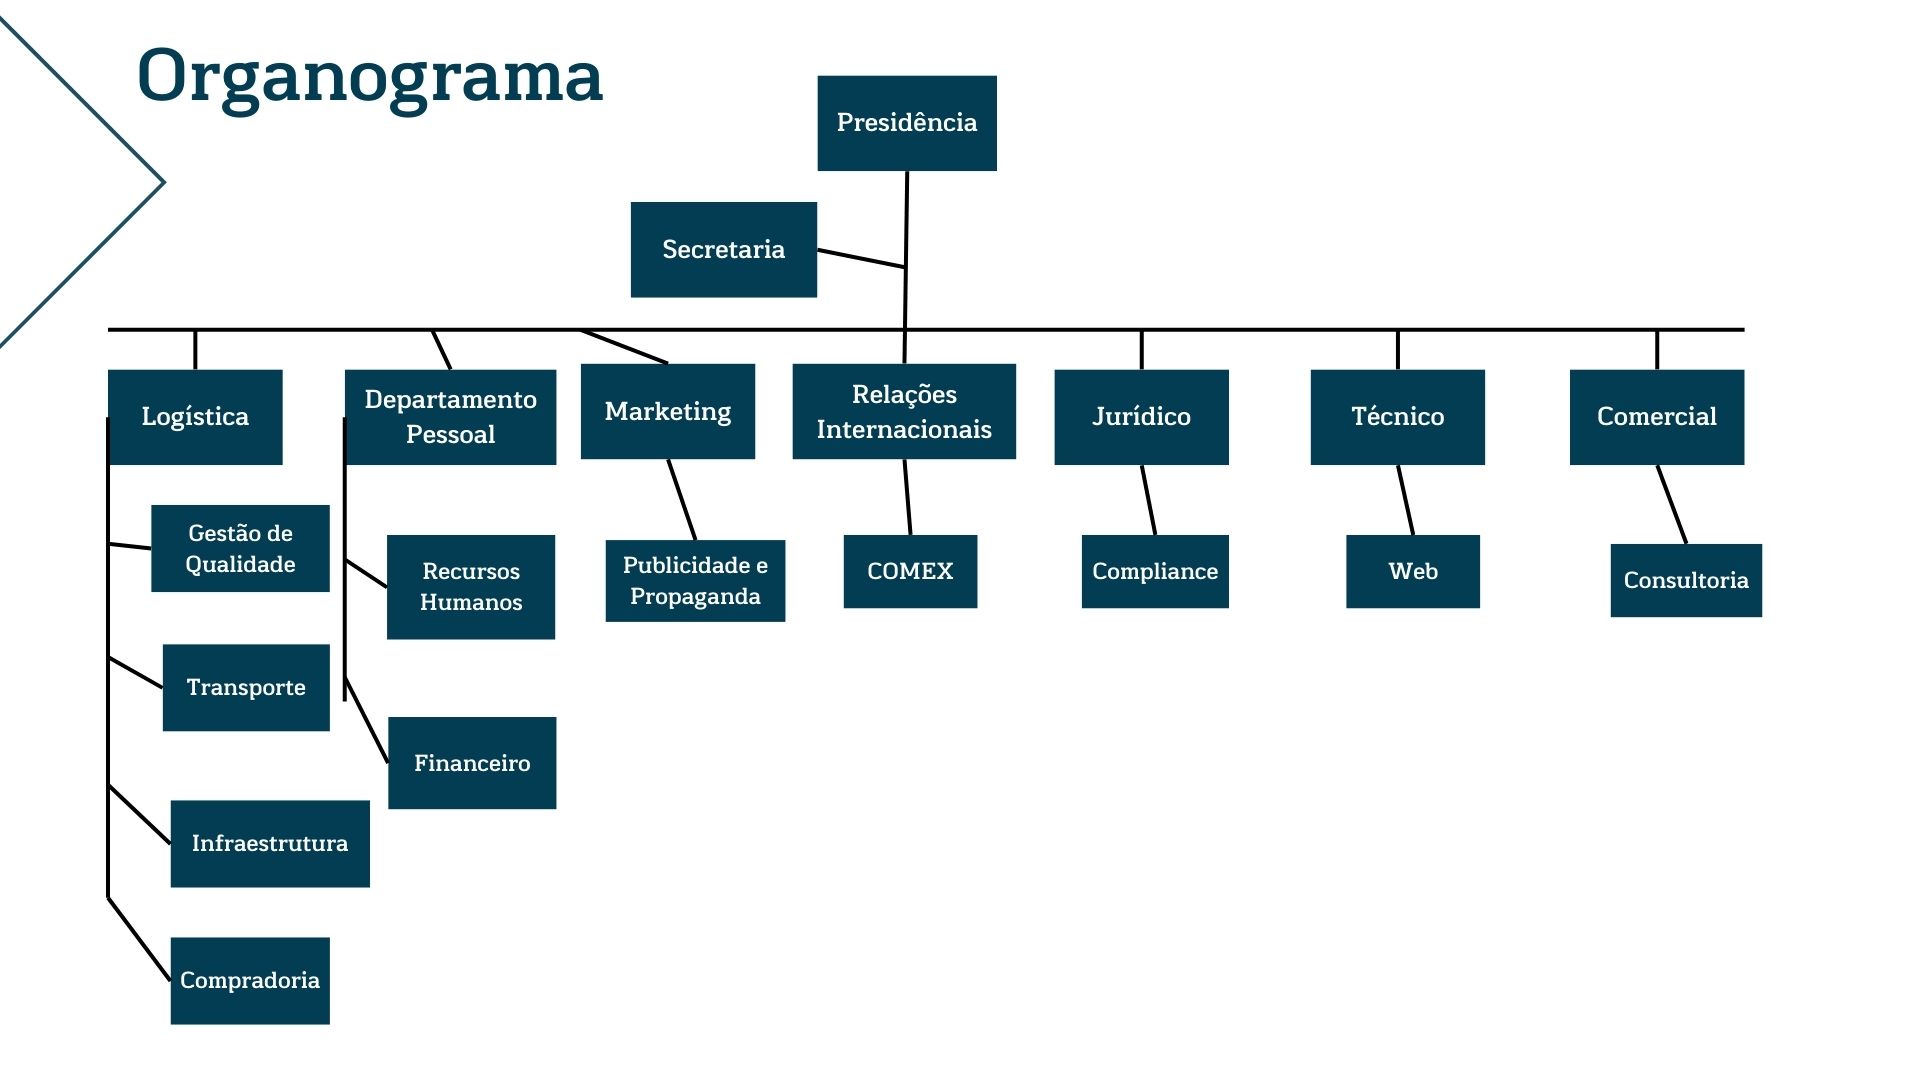 Organograma
Presidência
Secretaria
Logística
Departamento
Pessoal
Marketing
Relações
Internacionais
Jurídico
Técnico
Comercial
Gestão de
Qualidade
Recursos
Humanos
Publicidade e
Propaganda
COMEX
Compliance
Web
Consultoria
Transporte
Financeiro
Infraestrutura
Compradoria